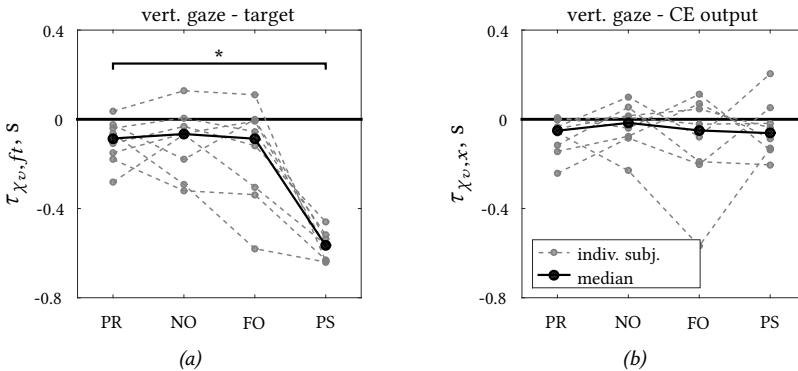 vert. gaze - target
0.4
*
0
-0.4
-0.8
τχv,ft, s
PR NO FO PS
(a)
vert. gaze - CE output
0.4
0
-0.4
-0.8
τχv,x, s
indiv. subj.
median
PR NO FO PS
(b)